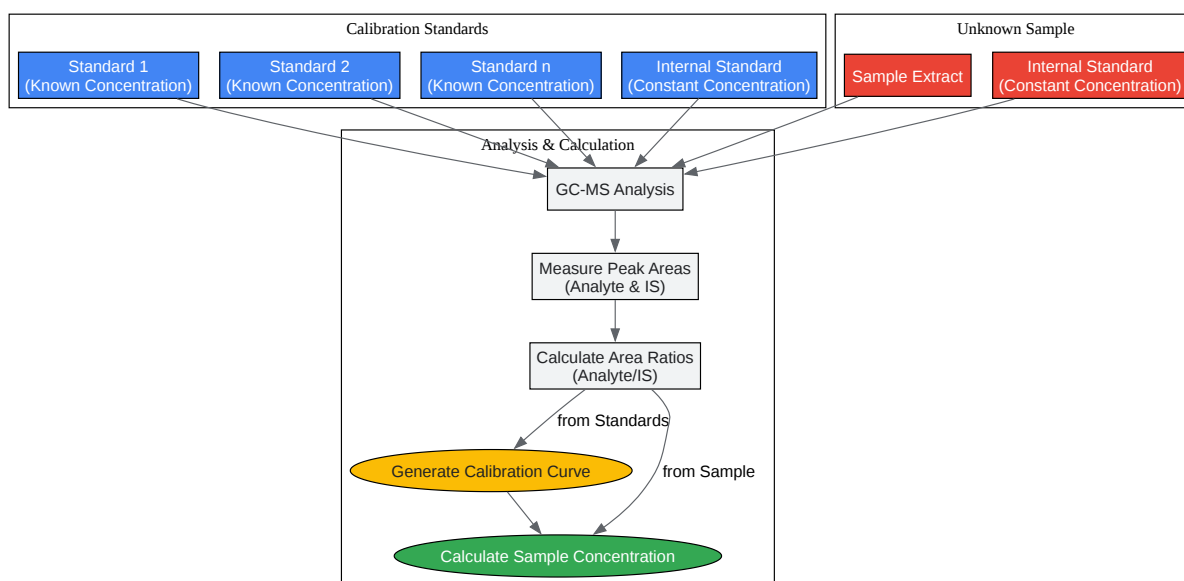 Calibration Standards
Unknown Sample
Standard 1
(Known Concentration)
Standard 2
(Known Concentration)
Standard n
(Known Concentration)
Internal Standard
(Constant Concentration)
Sample Extract
Internal Standard
(Constant Concentration)
Analysis & Calculation
GC-MS Analysis
Measure Peak Areas
(Analyte & IS)
Calculate Area Ratios
(Analyte/IS)
from Standards
Generate Calibration Curve
from Sample
Calculate Sample Concentration